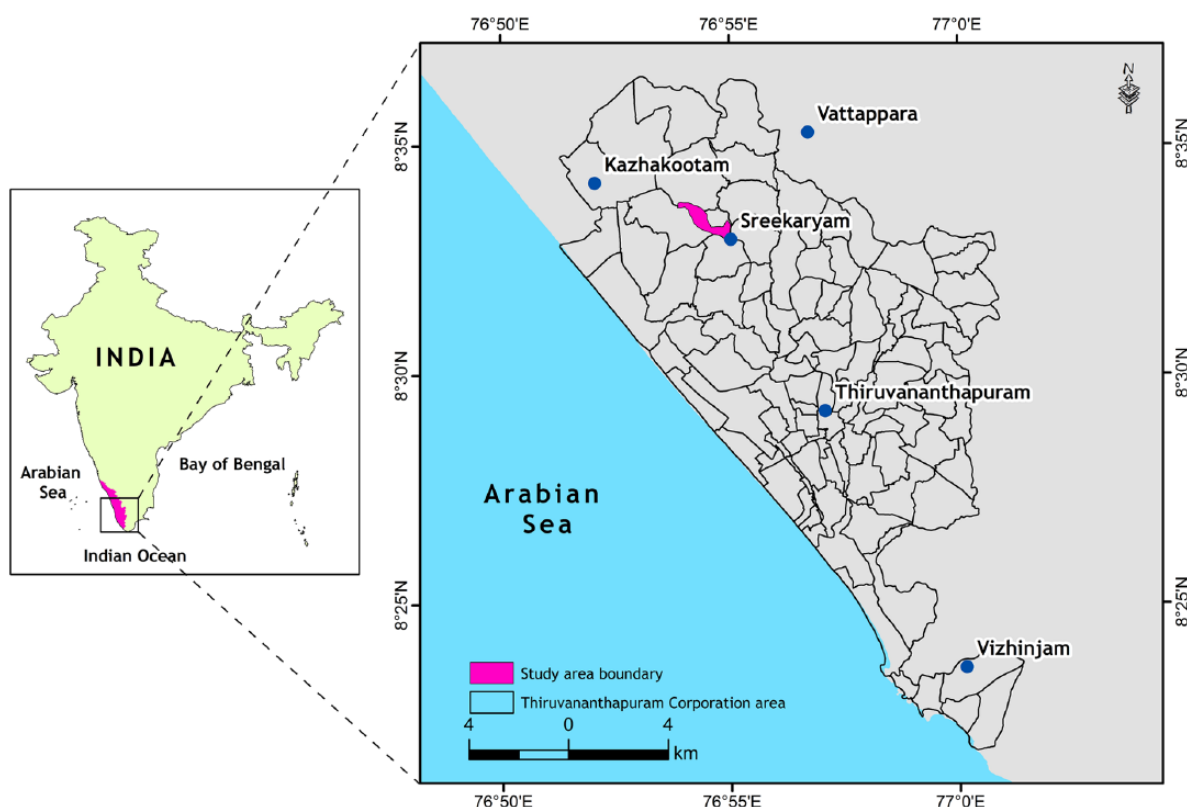 76°50'E
76°55'E
77°0'E
N
Vattappara
8°35'N
8°35'N
Kazhakootam
Sreekaryam
INDIA
8°30'N
8°30'N
Thiruvananthapuram
Arabian
Sea
Bay of Bengal
Arabian
Sea
Indian Ocean
8°25'N
8°25'N
Vizhinjam
Study area boundary
Thiruvananthapuram Corporation area
4 0 4
km
76°50'E
76°55'E
77°0'E